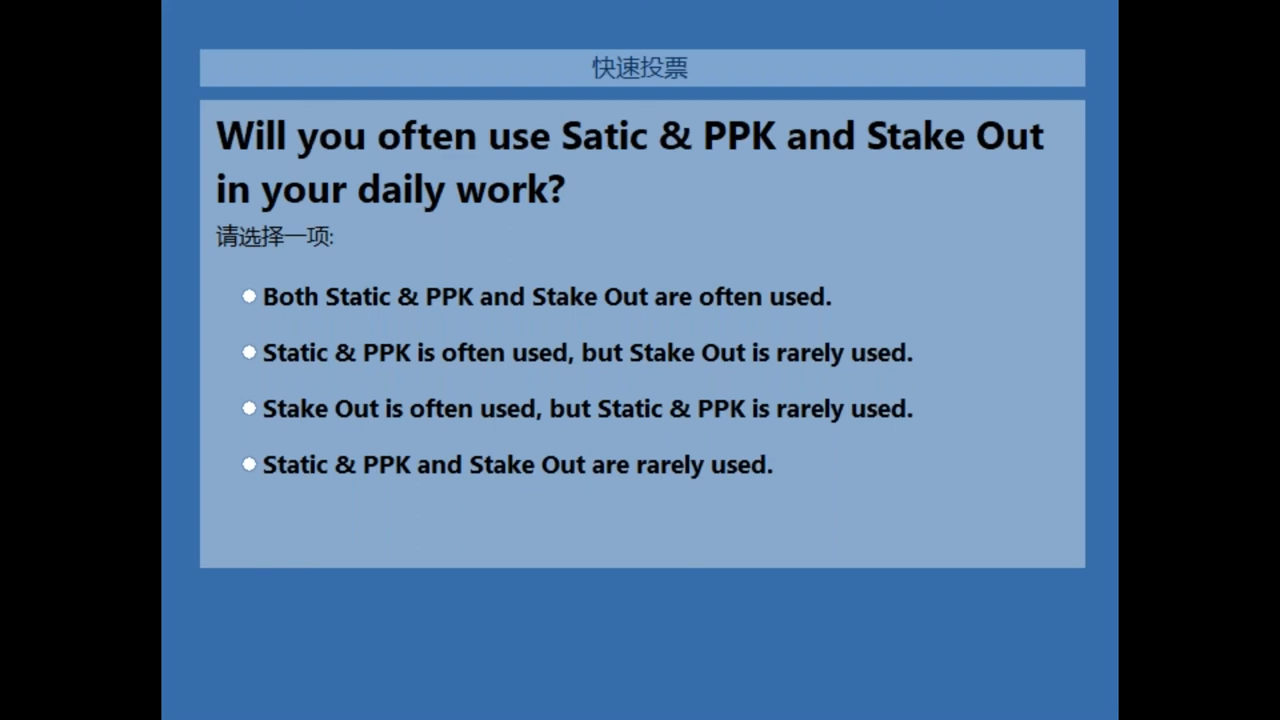 快速投票
Will you often use Satic & PPK and Stake Out
in your daily work?
请选择一项:
Both Static & PPK and Stake Out are often used.
Static & PPK is often used, but Stake Out is rarely used.
Stake Out is often used, but Static & PPK is rarely used.
Static & PPK and Stake Out are rarely used.